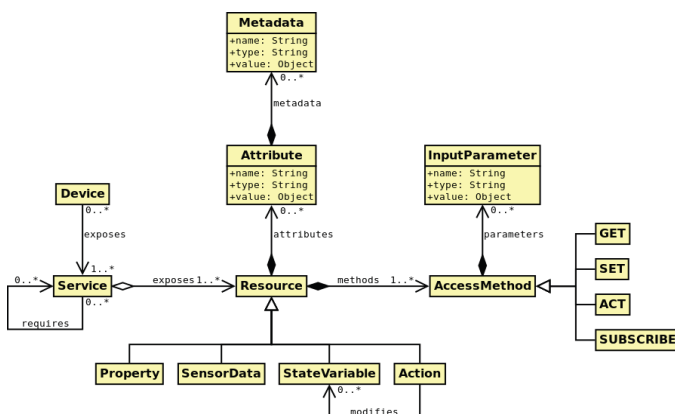 Metadata
+name: String
+type: String
+value: Object
0..*
metadata
Attribute
+name: String
+type: String
+value: Object
0..*
attributes
InputParameter
+name: String
+type: String
+value: Object
0..*
parameters
Device
0..*
exposes
1..*
GET
SET
ACT
SUBSCRIBE
0..*
Service
exposes
1..*
Resource
methods
1..*
AccessMethod
0..*
requires
Property
SensorData
StateVariable
Action
0..*
modifies